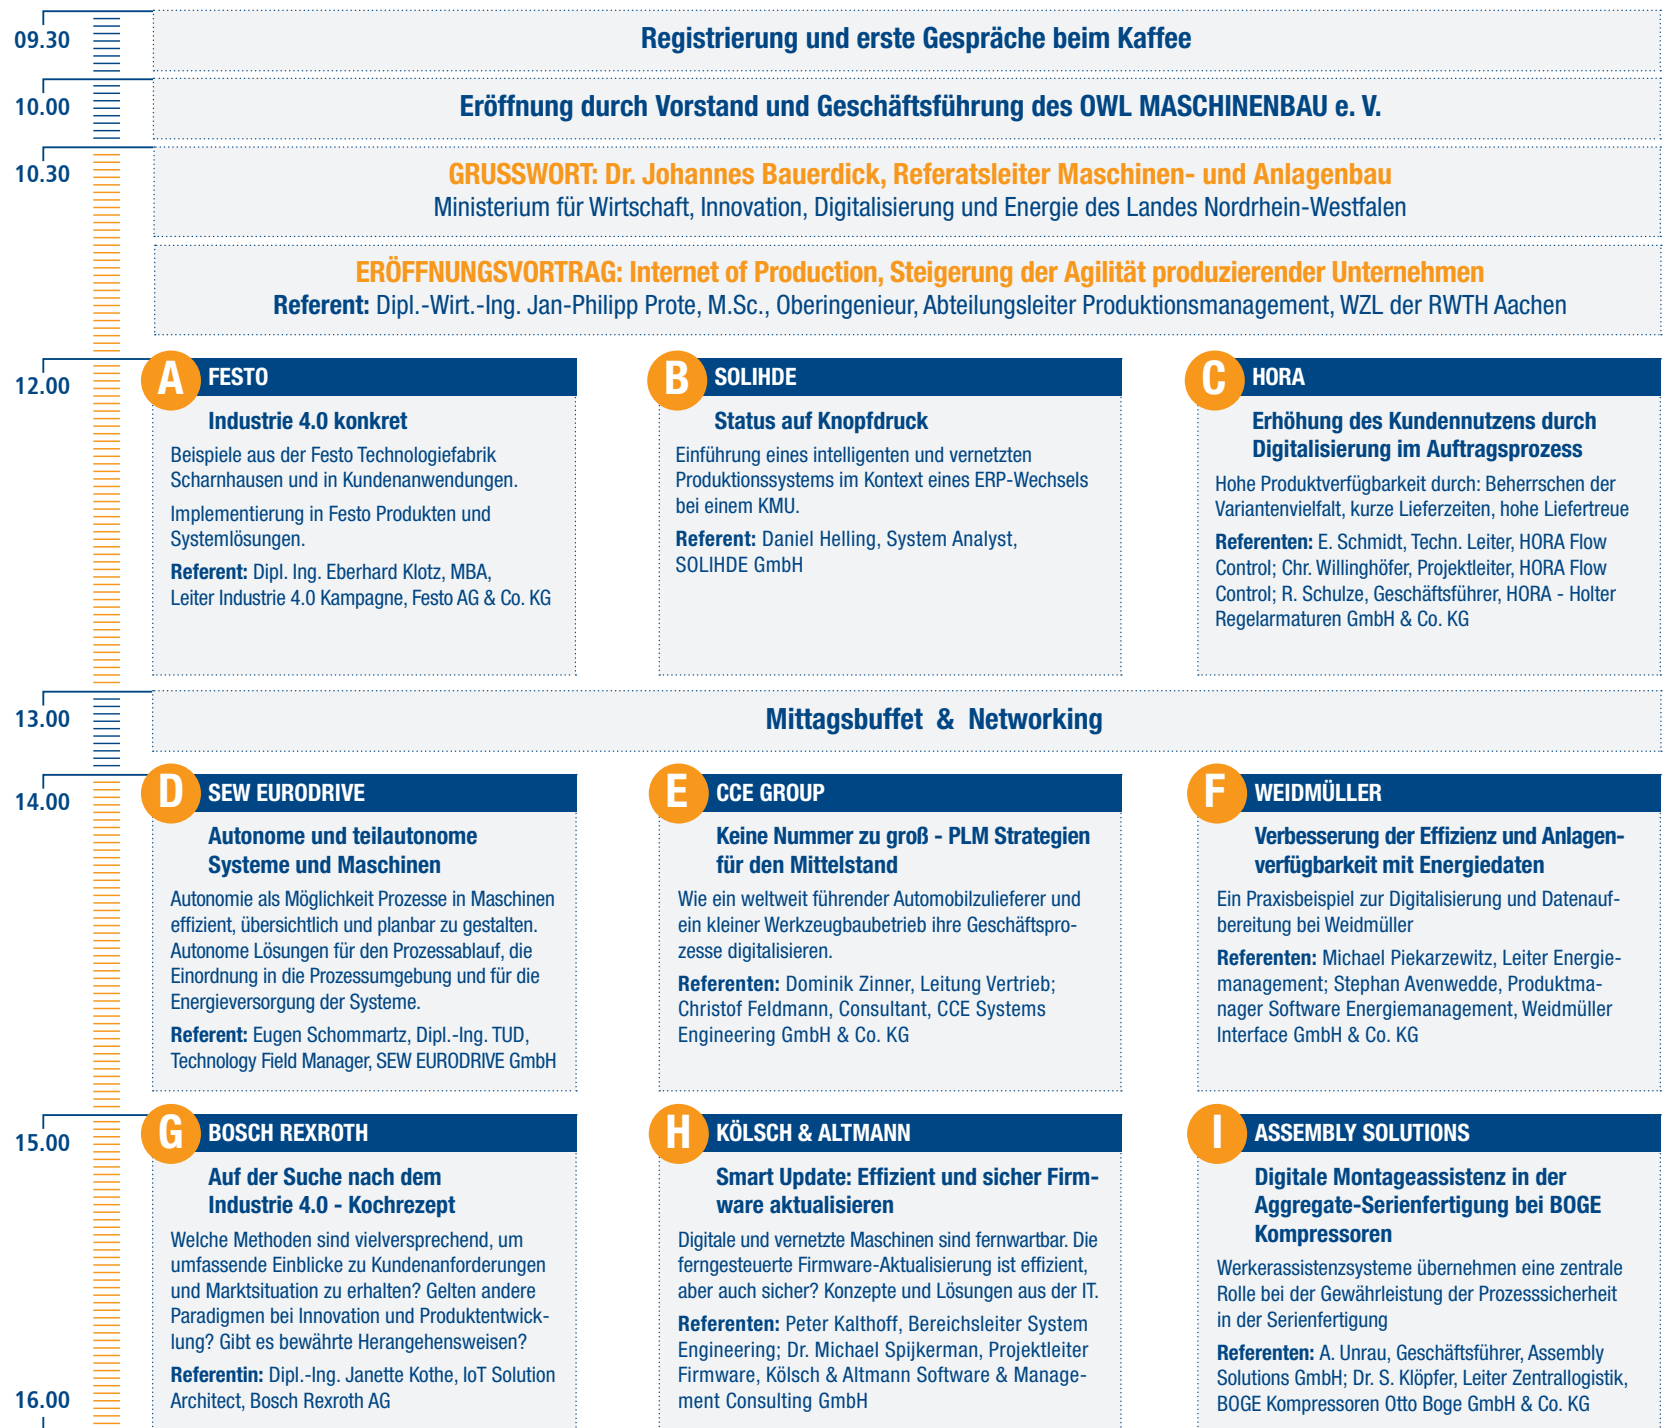 09.30
Registrierung und erste Gespräche beim Kaffee
10.00
Eröffnung durch Vorstand und Geschäftsführung des OWL MASCHINENBAU e. V.
10.30
GRUSSWORT: Dr. Johannes Bauerdick, Referatsleiter Maschinen- und Anlagenbau
Ministerium für Wirtschaft, Innovation, Digitalisierung und Energie des Landes Nordrhein-Westfalen
ERÖFFNUNGSVORTRAG: Internet of Production, Steigerung der Agilität produzierender Unternehmen
Referent: Dipl.-Wirt.-Ing. Jan-Philipp Prote, M.Sc., Oberingenieur, Abteilungsleiter Produktionsmanagement, WZL der RWTH Aachen
12.00
A FESTO
Industrie 4.0 konkret
Beispiele aus der Festo Technologiefabrik
Scharnhausen und in Kundenanwendungen.
Implementierung in Festo Produkten und
Systemlösungen.
Referent: Dipl. Ing. Eberhard Klotz, MBA,
Leiter Industrie 4.0 Kampagne, Festo AG & Co. KG
B SOLIHDE
Status auf Knopfdruck
Einführung eines intelligenten und vernetzten
Produktionssystems im Kontext eines ERP-Wechsels
bei einem KMU.
Referent: Daniel Helling, System Analyst,
SOLIHDE GmbH
C HORA
Erhöhung des Kundennutzens durch
Digitalisierung im Auftragsprozess
Hohe Produktverfügbarkeit durch: Beherrschen der
Variantenvielfalt, kurze Lieferzeiten, hohe Liefertreue
Referenten: E. Schmidt, Techn. Leiter, HORA Flow
Control; Chr. Willinghöfer, Projektleiter, HORA Flow
Control; R. Schulze, Geschäftsführer, HORA - Holter
Regelarmaturen GmbH & Co. KG
13.00
Mittagsbuffet & Networking
14.00
D SEW EURODRIVE
Autonome und teilautonome
Systeme und Maschinen
Autonomie als Möglichkeit Prozesse in Maschinen
effizient, übersichtlich und planbar zu gestalten.
Autonome Lösungen für den Prozessablauf, die
Einordnung in die Prozessumgebung und für die
Energieversorgung der Systeme.
Referent: Eugen Schommartz, Dipl.-Ing. TUD,
Technology Field Manager, SEW EURODRIVE GmbH
E CCE GROUP
Keine Nummer zu groß - PLM Strategien
für den Mittelstand
Wie ein weltweit führender Automobilzulieferer und
ein kleiner Werkzeugbaubetrieb ihre Geschäftspro-
zesse digitalisieren.
Referenten: Dominik Zinner, Leitung Vertrieb;
Christof Feldmann, Consultant, CCE Systems
Engineering GmbH & Co. KG
F WEIDMÜLLER
Verbesserung der Effizienz und Anlagen-
verfügbarkeit mit Energiedaten
Ein Praxisbeispiel zur Digitalisierung und Datenauf-
bereitung bei Weidmüller
Referenten: Michael Piekarzewitz, Leiter Energie-
management; Stephan Avenwedde, Produktma-
nager Software Energiemanagement, Weidmüller
Interface GmbH & Co. KG
15.00
G BOSCH REXROTH
Auf der Suche nach dem
Industrie 4.0 - Kochrezept
Welche Methoden sind vielversprechend, um
umfassende Einblicke zu Kundenanforderungen
und Marktsituation zu erhalten? Gelten andere
Paradigmen bei Innovation und Produktentwick-
lung? Gibt es bewährte Herangehensweisen?
Referentin: Dipl.-Ing. Janette Kothe, IoT Solution
Architect, Bosch Rexroth AG
H KÖLSCH & ALTMANN
Smart Update: Effizient und sicher Firm-
ware aktualisieren
Digitale und vernetzte Maschinen sind fernwartbar. Die
ferngesteuerte Firmware-Aktualisierung ist effizient,
aber auch sicher? Konzepte und Lösungen aus der IT.
Referenten: Peter Kalthoff, Bereichsleiter System
Engineering; Dr. Michael Spijkerman, Projektleiter
Firmware, Kölsch & Altmann Software & Manage-
ment Consulting GmbH
I ASSEMBLY SOLUTIONS
Digitale Montageassistenz in der
Aggregate-Serienfertigung bei BOGE
Kompressoren
Werkerassistenzsysteme übernehmen eine zentrale
Rolle bei der Gewährleistung der Prozesssicherheit
in der Serienfertigung
Referenten: A. Unrau, Geschäftsführer, Assembly
Solutions GmbH; Dr. S. Klöpfer, Leiter Zentrallogistik,
BOGE Kompressoren Otto Boge GmbH & Co. KG
16.00